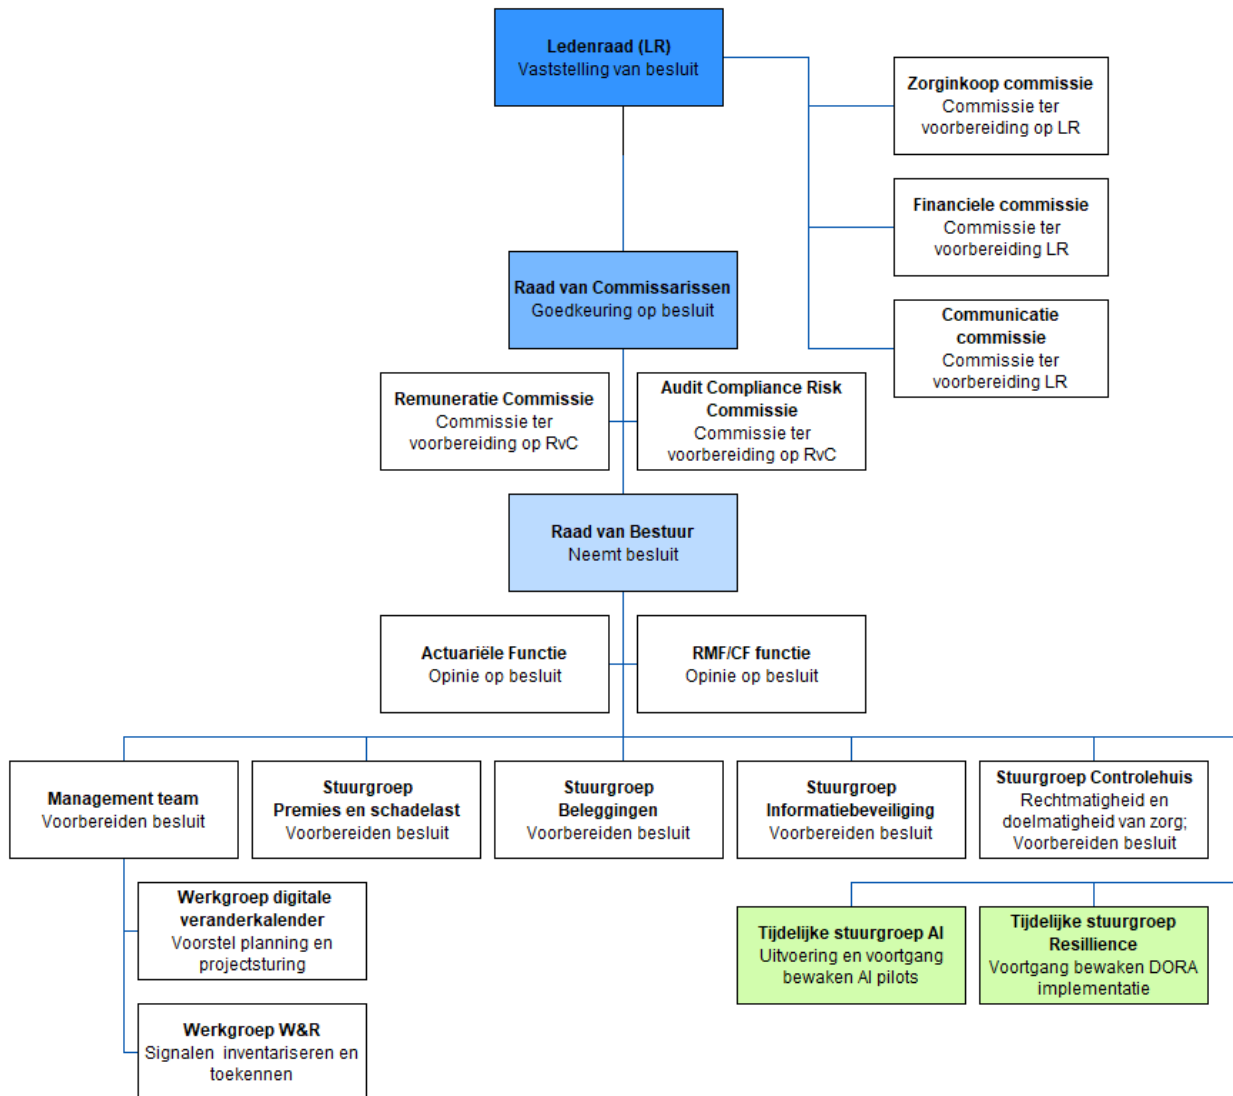 Ledenraad (LR)
Vaststelling van besluit
Zorginkoop commissie
Commissie ter
voorbereiding op LR
Financiele commissie
Commissie ter
voorbereiding LR
Communicatie
commissie
Commissie ter
voorbereiding LR
Raad van Commissarissen
Goedkeuring op besluit
Remuneratie Commissie
Commissie ter
voorbereiding op RvC
Audit Compliance Risk
Commissie
Commissie ter
voorbereiding op RvC
Raad van Bestuur
Neemt besluit
Actuariële Functie
Opinie op besluit
RMF/CF functie
Opinie op besluit
Management team
Voorbereiden besluit
Stuurgroep
Premies en schadelast
Voorbereiden besluit
Stuurgroep
Beleggingen
Voorbereiden besluit
Stuurgroep
Informatiebeveiliging
Voorbereiden besluit
Stuurgroep Controlehuis
Rechtmatigheid en
doelmatigheid van zorg;
Voorbereiden besluit
Werkgroep digitale
veranderkalender
Voorstel planning en
projectsturing
Werkgroep W&R
Signalen inventariseren en
toekennen
Tijdelijke stuurgroep AI
Uitvoering en voortgang
bewaken AI pilots
Tijdelijke stuurgroep
Resillience
Voortgang bewaken DORA
implementatie